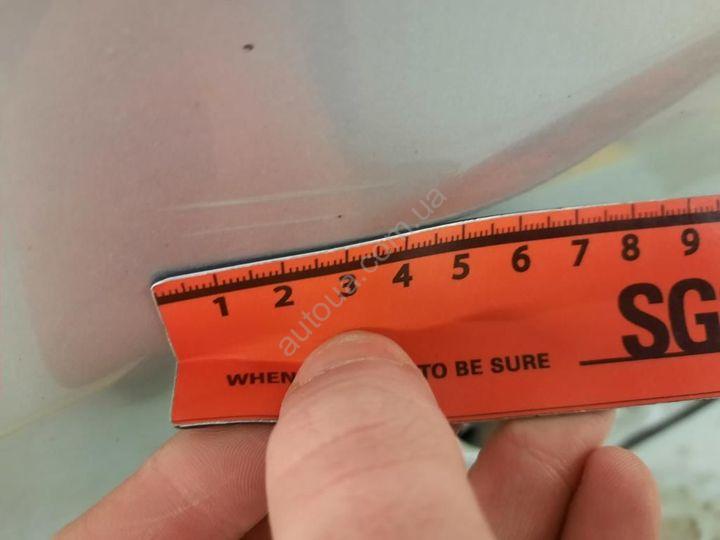 1 2 3 4 5 6 7 8 9
SG
WHEN TO BE SURE
autoua.com.ua